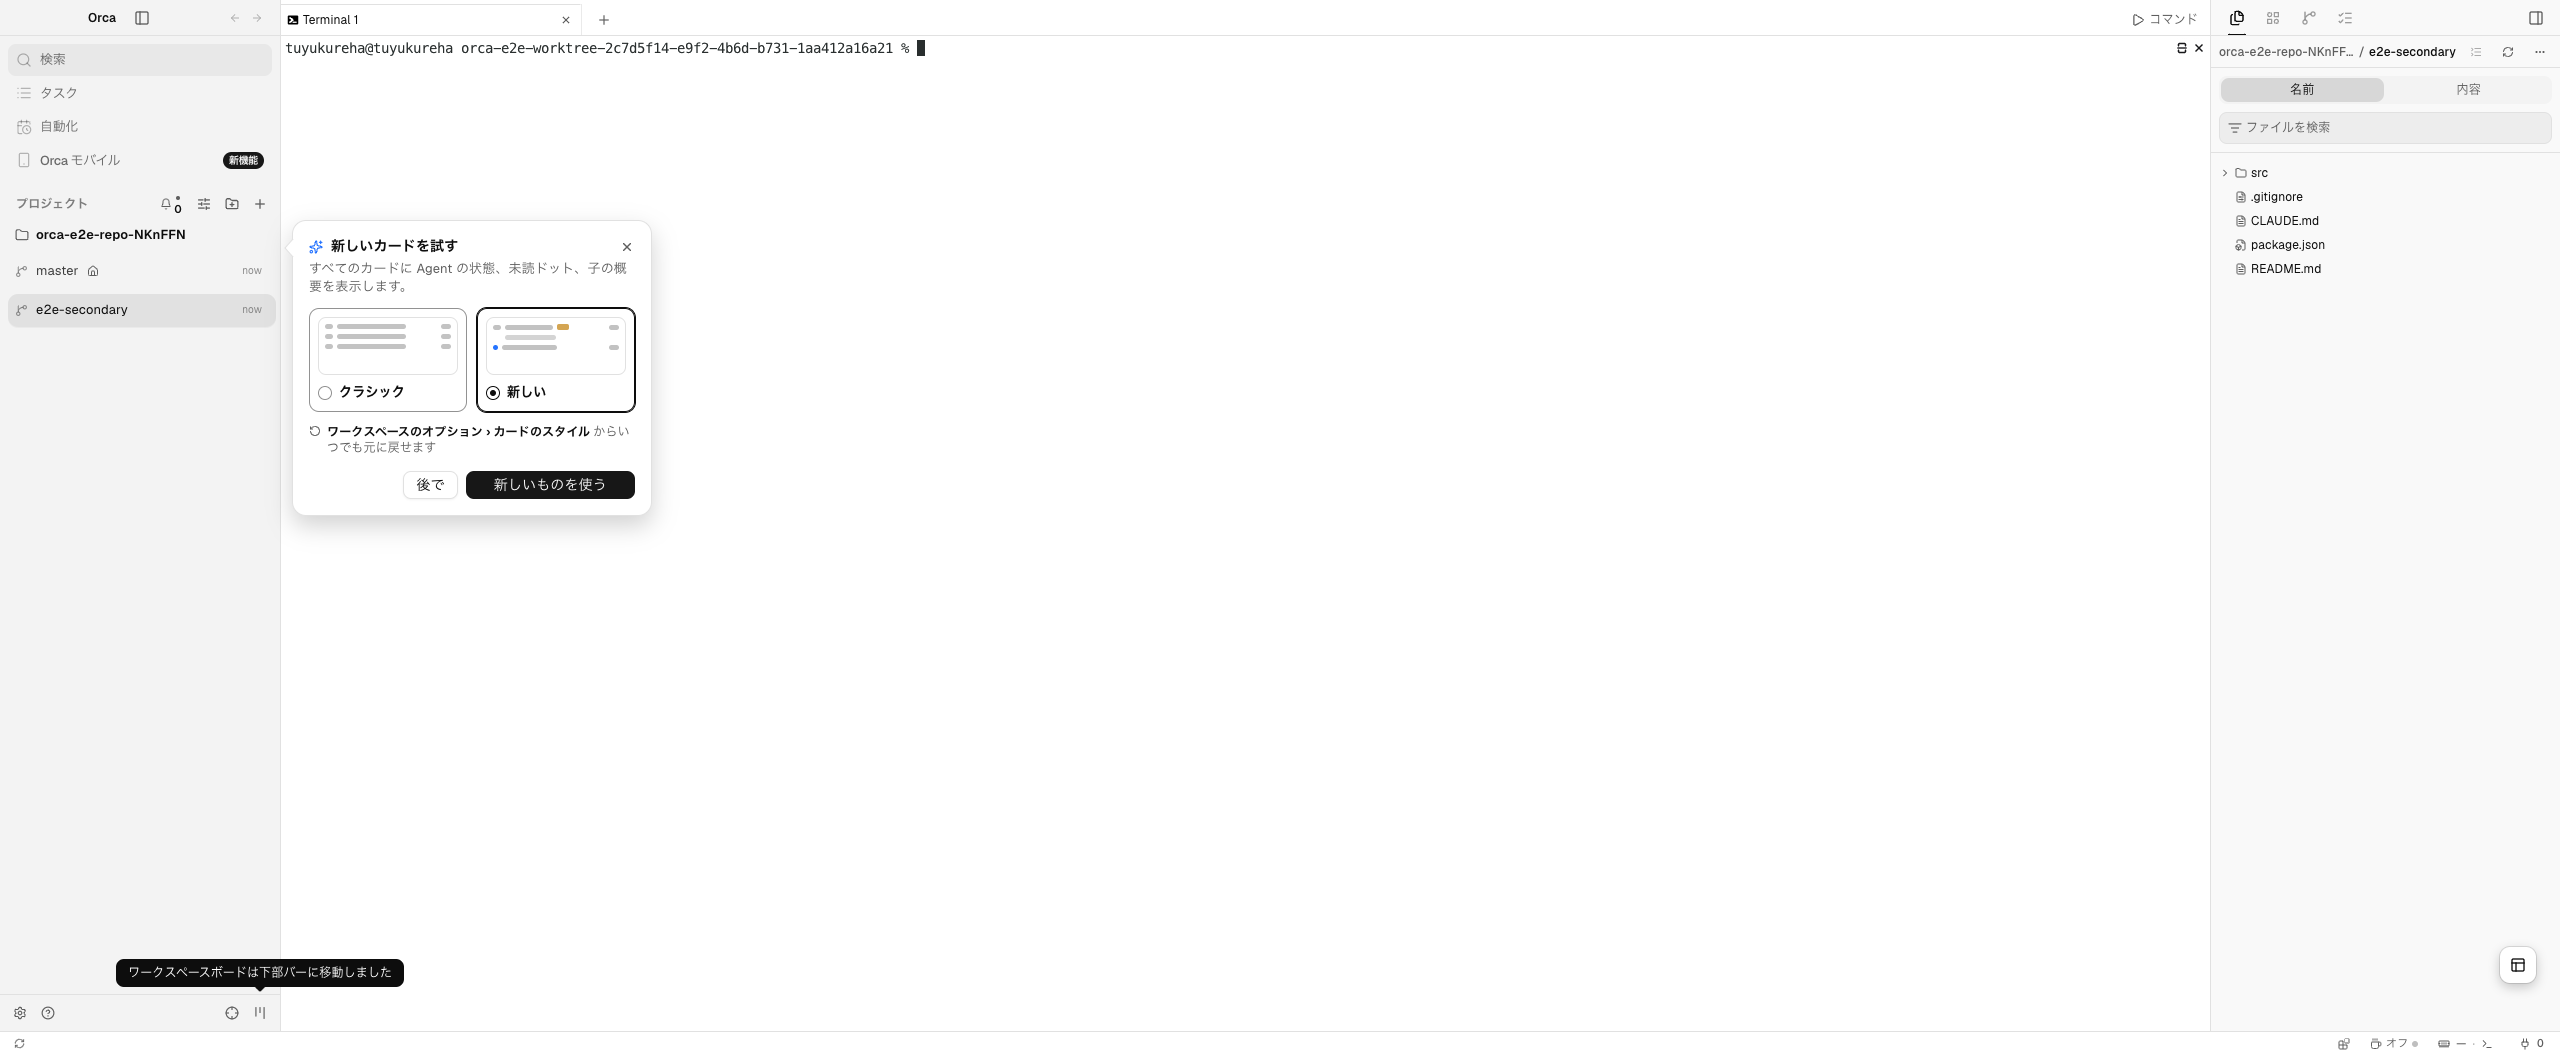 Orca
検索
タスク
自動化
Orca モバイル
新機能
プロジェクト
0
orca-e2e-repo-NKnFFN
master
now
e2e-secondary
now
Terminal 1
コマンド
tuyukureha@tuyukureha orca-e2e-worktree-2c7d5f14-e9f2-4b6d-b731-1aa412a16a21 %
新しいカードを試す
すべてのカードに Agent の状態、未読ドット、子の概
要を表示します。
クラシック
新しい
ワークスペースのオプション › カードのスタイル からい
つでも元に戻せます
後で
新しいものを使う
ワークスペースボードは下部バーに移動しました
orca-e2e-repo-NKnFF... / e2e-secondary
名前
内容
ファイルを検索
src
.gitignore
CLAUDE.md
package.json
README.md
オフ
— ·
0